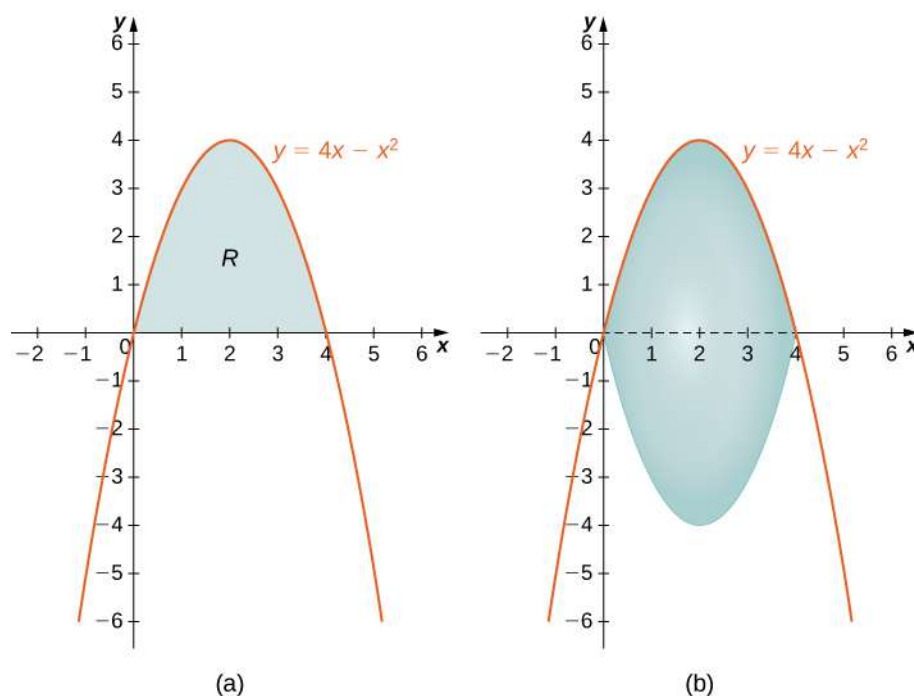 y y
6 6
5 5
4 4
y = 4x − x² y = 4x − x²
3 3
2 2
R
1 1
−2 −1 0 1 2 3 4 5 6 x 0 1 2 3 4 5 6 x
−2 −1
−1 −1
−2 −2
−3 −3
−4 −4
−5 −5
−6 −6
(a) (b)